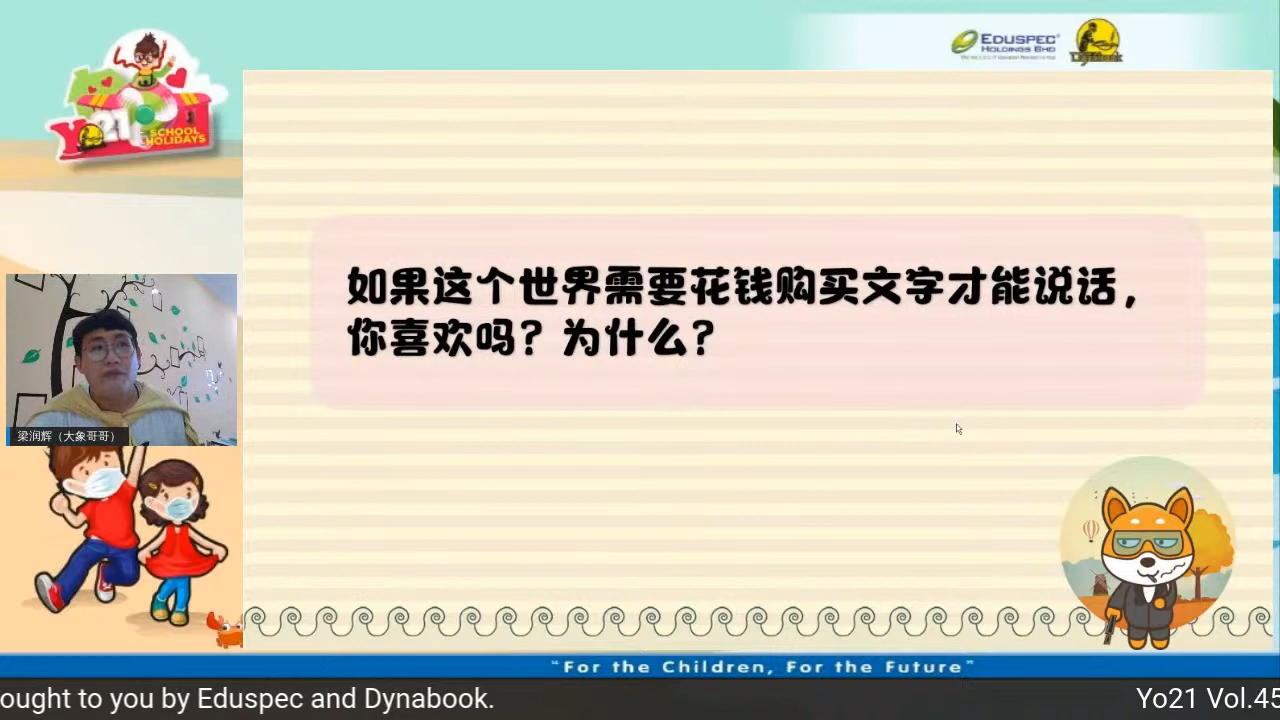 EDUSPEC
HOLDINGS BHD
Yo21
SCHOOL
HOLIDAYS
如果这个世界需要花钱购买文字才能说话，
你喜欢吗？为什么？
梁润辉（大象哥哥）
“For the Children, For the Future”
ought to you by Eduspec and Dynabook.
Yo21 Vol.45